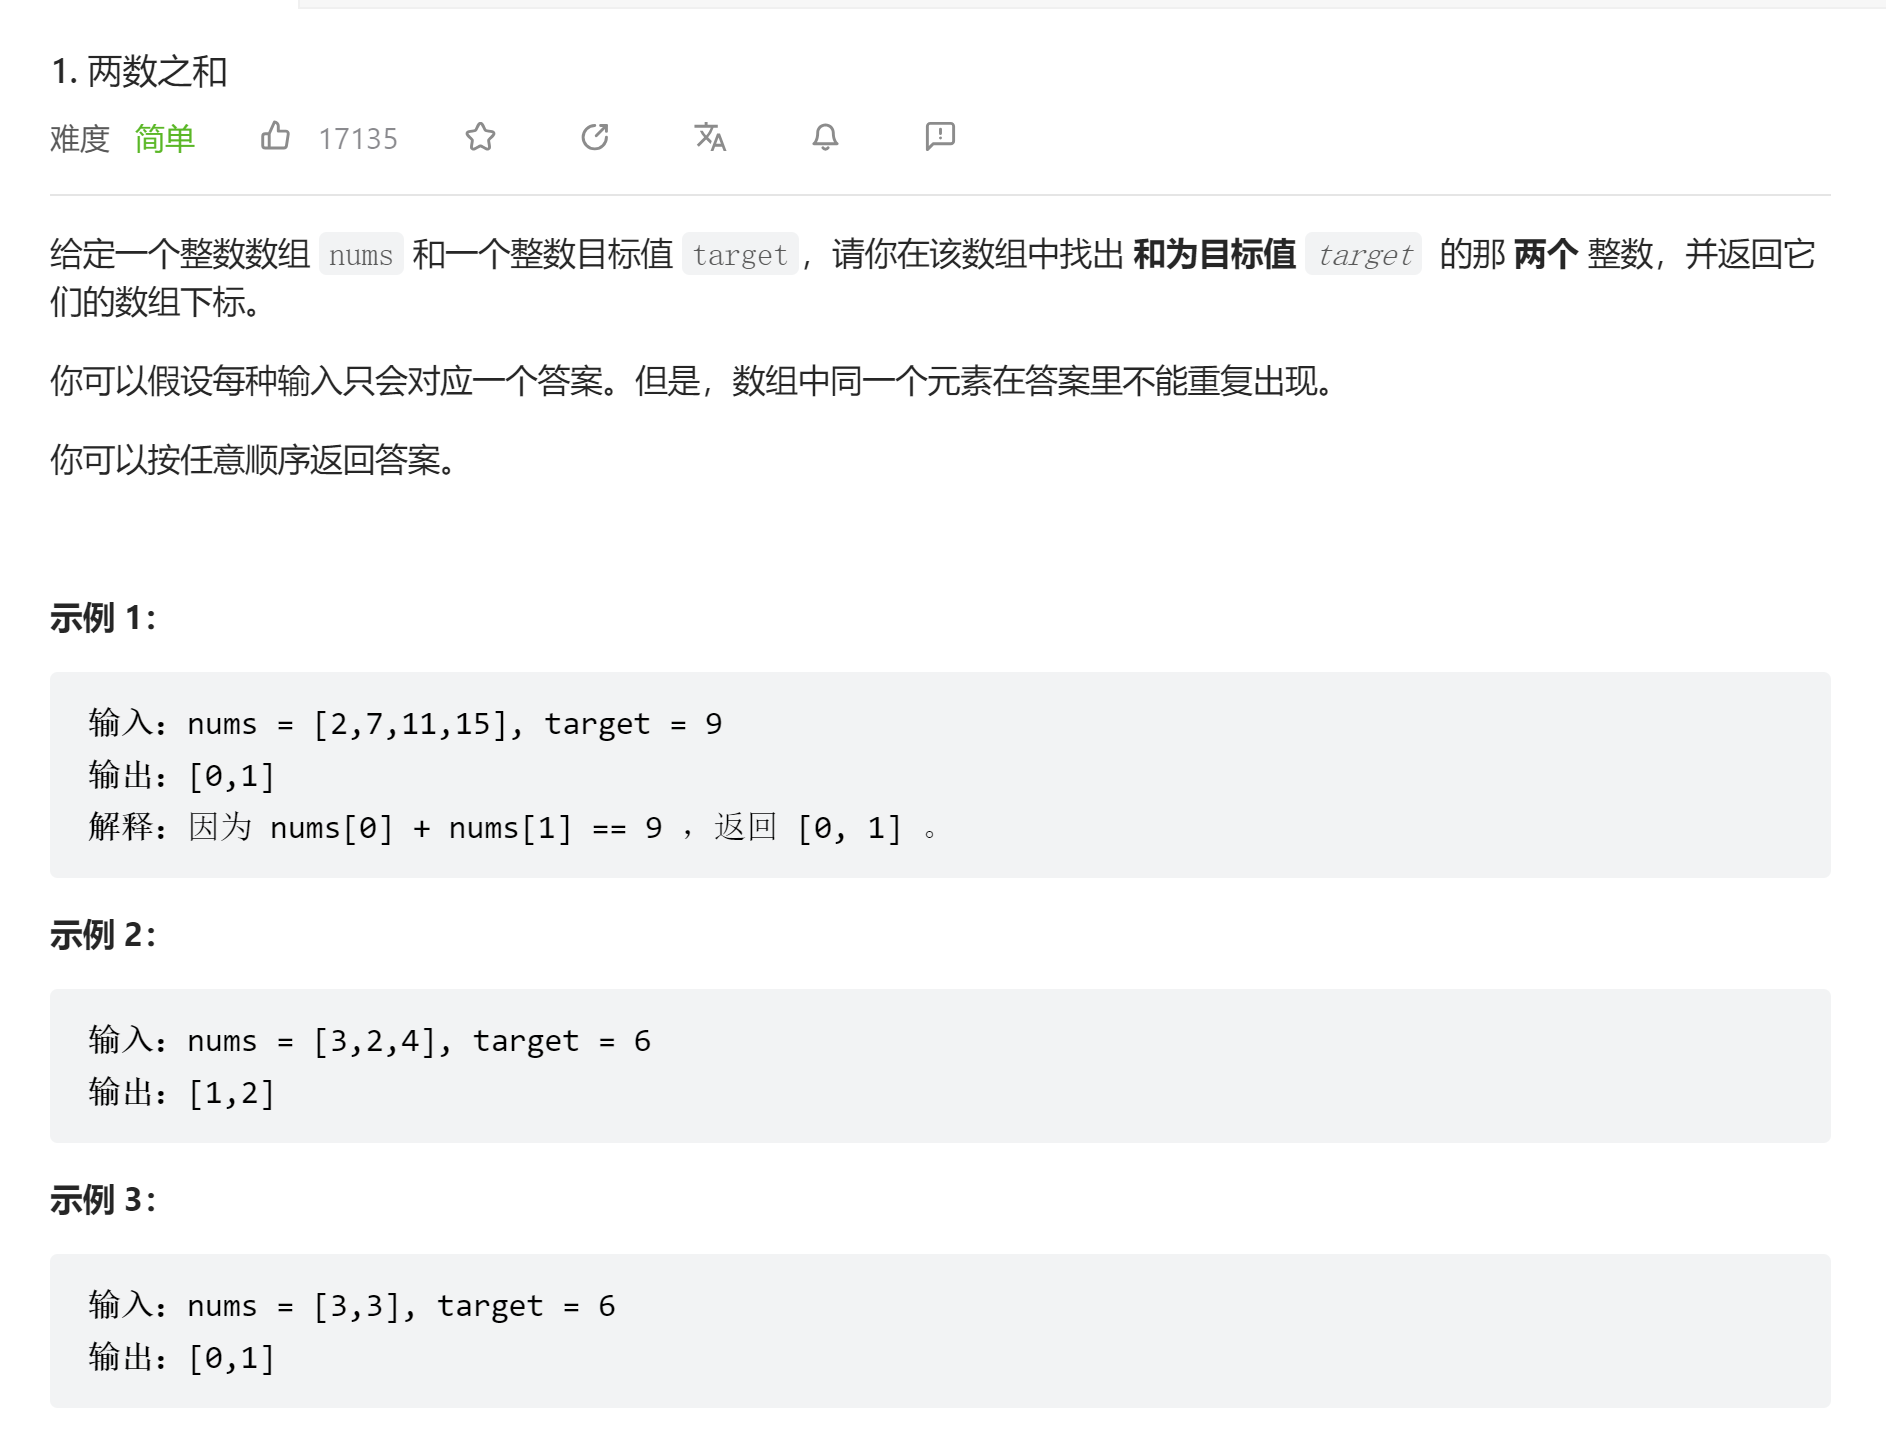 1. 两数之和
难度 简单 17135
给定一个整数数组 nums 和一个整数目标值 target，请你在该数组中找出 和为目标值 target 的那 两个 整数，并返回它
们的数组下标。
你可以假设每种输入只会对应一个答案。但是，数组中同一个元素在答案里不能重复出现。
你可以按任意顺序返回答案。
示例 1：
输入：nums = [2,7,11,15], target = 9
输出：[0,1]
解释：因为 nums[0] + nums[1] == 9 ，返回 [0, 1] 。
示例 2：
输入：nums = [3,2,4], target = 6
输出：[1,2]
示例 3：
输入：nums = [3,3], target = 6
输出：[0,1]